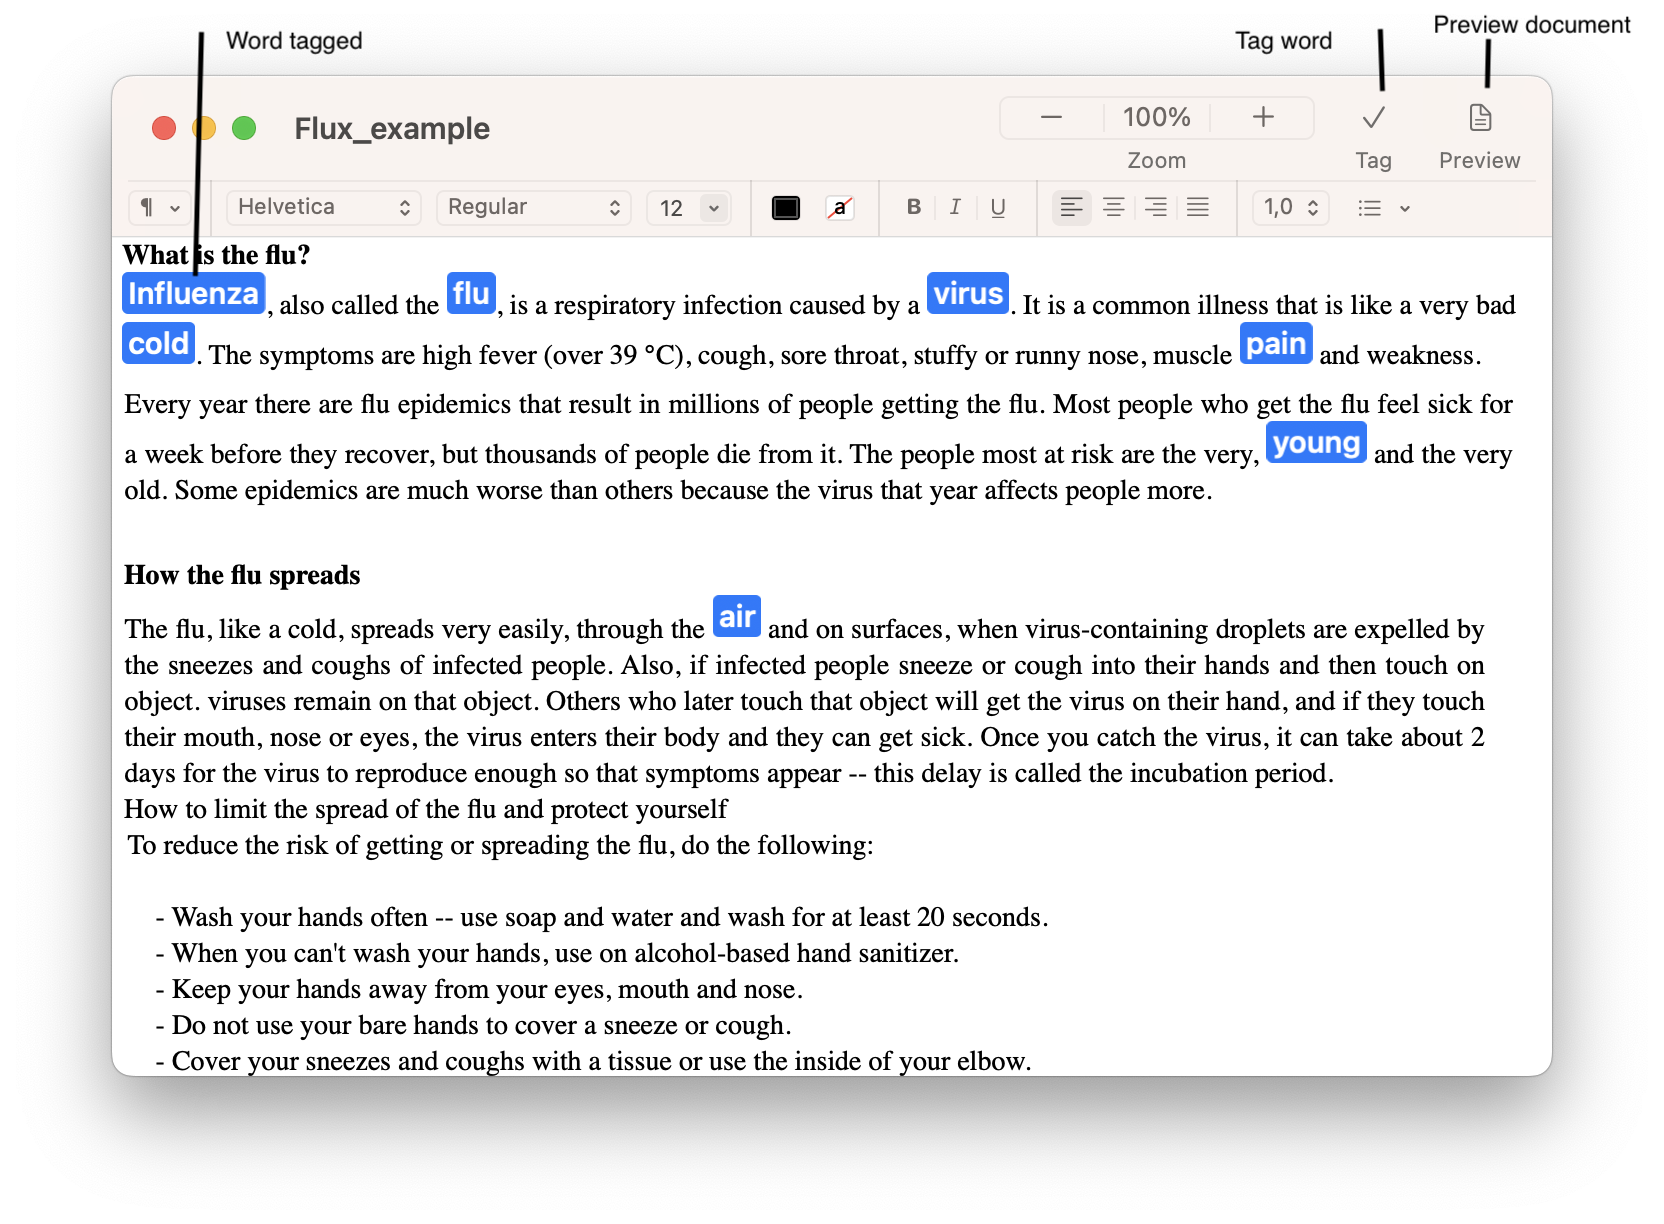 Word tagged
Tag word
Preview document
Flux_example
100%
Zoom
Tag
Preview
¶
Helvetica
Regular
12
a
B
I
U
1,0
What is the flu?
Influenza, also called the flu, is a respiratory infection caused by a virus. It is a common illness that is like a very bad
cold. The symptoms are high fever (over 39 °C), cough, sore throat, stuffy or runny nose, muscle pain and weakness.
Every year there are flu epidemics that result in millions of people getting the flu. Most people who get the flu feel sick for
a week before they recover, but thousands of people die from it. The people most at risk are the very, young and the very
old. Some epidemics are much worse than others because the virus that year affects people more.
How the flu spreads
The flu, like a cold, spreads very easily, through the air and on surfaces, when virus-containing droplets are expelled by
the sneezes and coughs of infected people. Also, if infected people sneeze or cough into their hands and then touch on
object. viruses remain on that object. Others who later touch that object will get the virus on their hand, and if they touch
their mouth, nose or eyes, the virus enters their body and they can get sick. Once you catch the virus, it can take about 2
days for the virus to reproduce enough so that symptoms appear -- this delay is called the incubation period.
How to limit the spread of the flu and protect yourself
To reduce the risk of getting or spreading the flu, do the following:
- Wash your hands often -- use soap and water and wash for at least 20 seconds.
- When you can't wash your hands, use on alcohol-based hand sanitizer.
- Keep your hands away from your eyes, mouth and nose.
- Do not use your bare hands to cover a sneeze or cough.
- Cover your sneezes and coughs with a tissue or use the inside of your elbow.